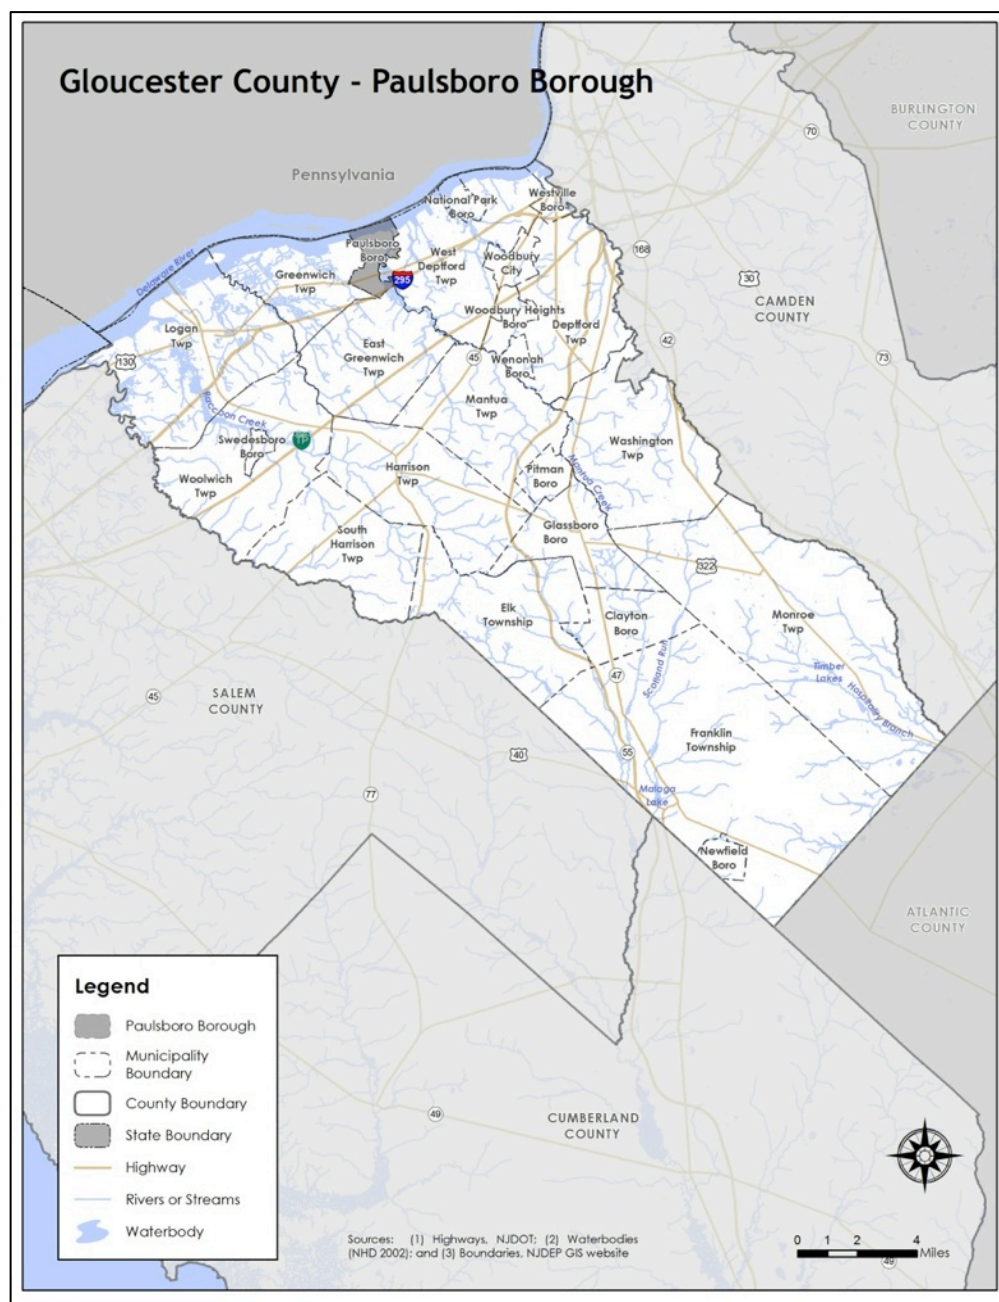 Gloucester County - Paulsboro Borough
BURLINGTON
COUNTY
70
Pennsylvania
National Park
Boro
Westville
Boro
Paulsboro
Boro
West
Deptford
Twp
Woodbury
City
168
Delaware River
Greenwich
Twp
295
30
CAMDEN
COUNTY
Woodbury Heights
Boro
Deptford
Twp
Logan
Twp
130
East
Greenwich
Twp
45
Wenonah
Boro
42
73
Mantua
Twp
Raccoon Creek
Swedesboro
Boro
Washington
Twp
Woolwich
Twp
Harrison
Twp
Pitman
Boro
Mantua Creek
South
Harrison
Twp
Glassboro
Boro
322
Elk
Township
Clayton
Boro
Monroe
Twp
Scotland Run
Timber
Lakes
Hospitality Branch
47
45
SALEM
COUNTY
Franklin
Township
40
55
77
Malaga
Lake
Newfield
Boro
ATLANTIC
COUNTY
Legend
Paulsboro Borough
Municipality
Boundary
County Boundary
State Boundary
Highway
Rivers or Streams
Waterbody
49
CUMBERLAND
COUNTY
Sources: (1) Highways, NJDOT; (2) Waterbodies
(NHD 2002); and (3) Boundaries, NJDEP GIS website
0 1 2 4
Miles
49